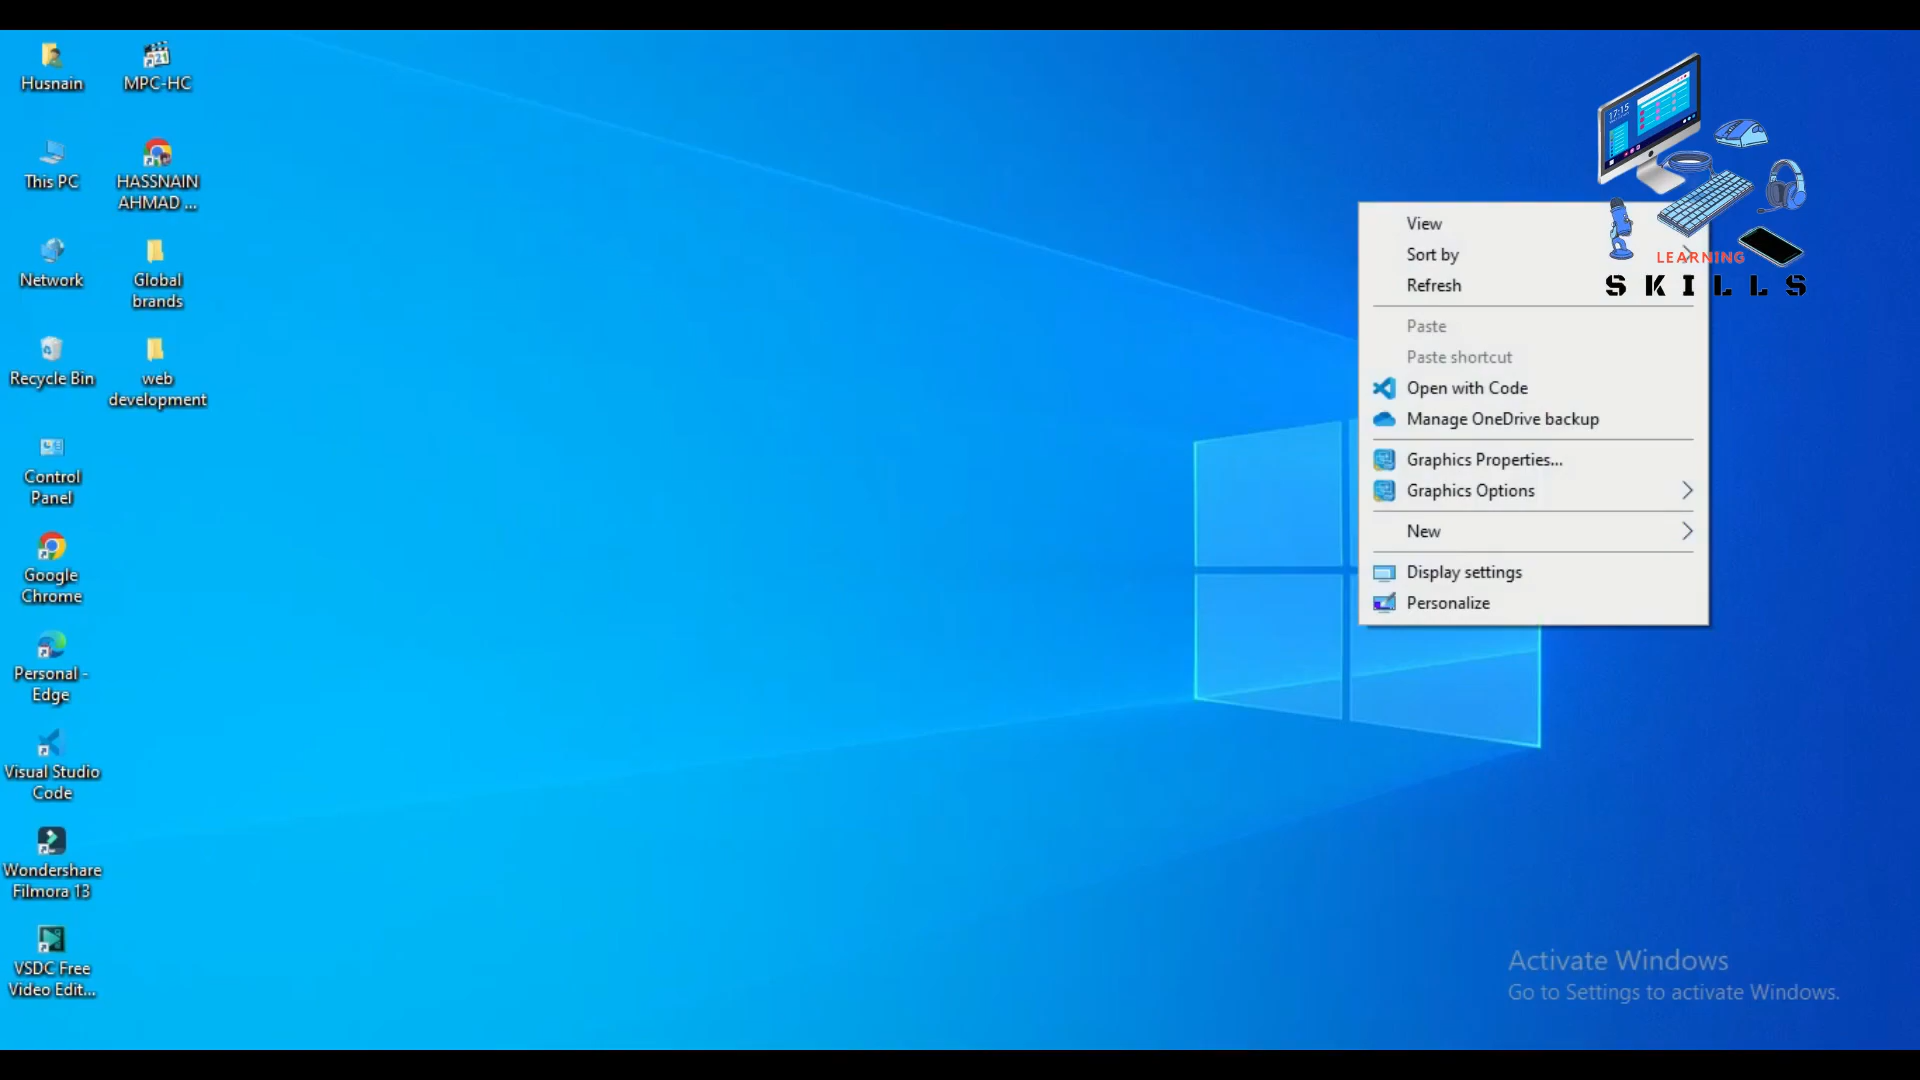 Husnain
MPC-HC
This PC
HASSNAIN
AHMAD ...
Network
Global
brands
Recycle Bin
web
development
Control
Panel
Google
Chrome
Personal -
Edge
Visual Studio
Code
Wondershare
Filmora 13
VSDC Free
Video Edit...
17:15
LEARNING
SKILLS
View
Sort by
Refresh
Paste
Paste shortcut
Open with Code
Manage OneDrive backup
Graphics Properties...
Graphics Options
New
Display settings
Personalize
Activate Windows
Go to Settings to activate Windows.